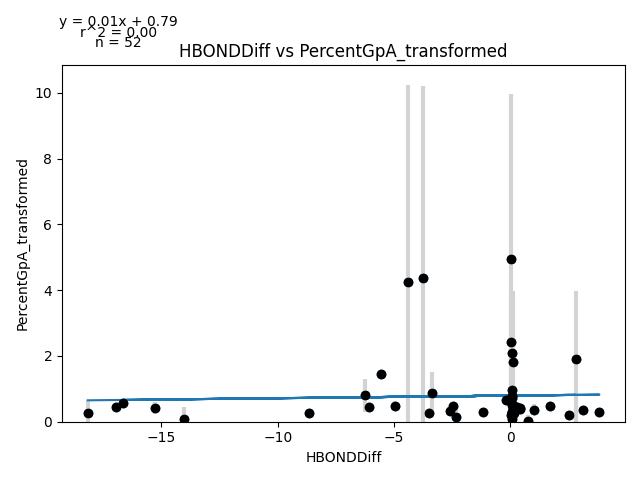 y = 0.01x + 0.79
r^2 = 0.00
n = 52
HBONDDiff vs PercentGpA_transformed
PercentGpA_transformed
10
8
6
4
2
0
−15
−10
−5
0
HBONDDiff